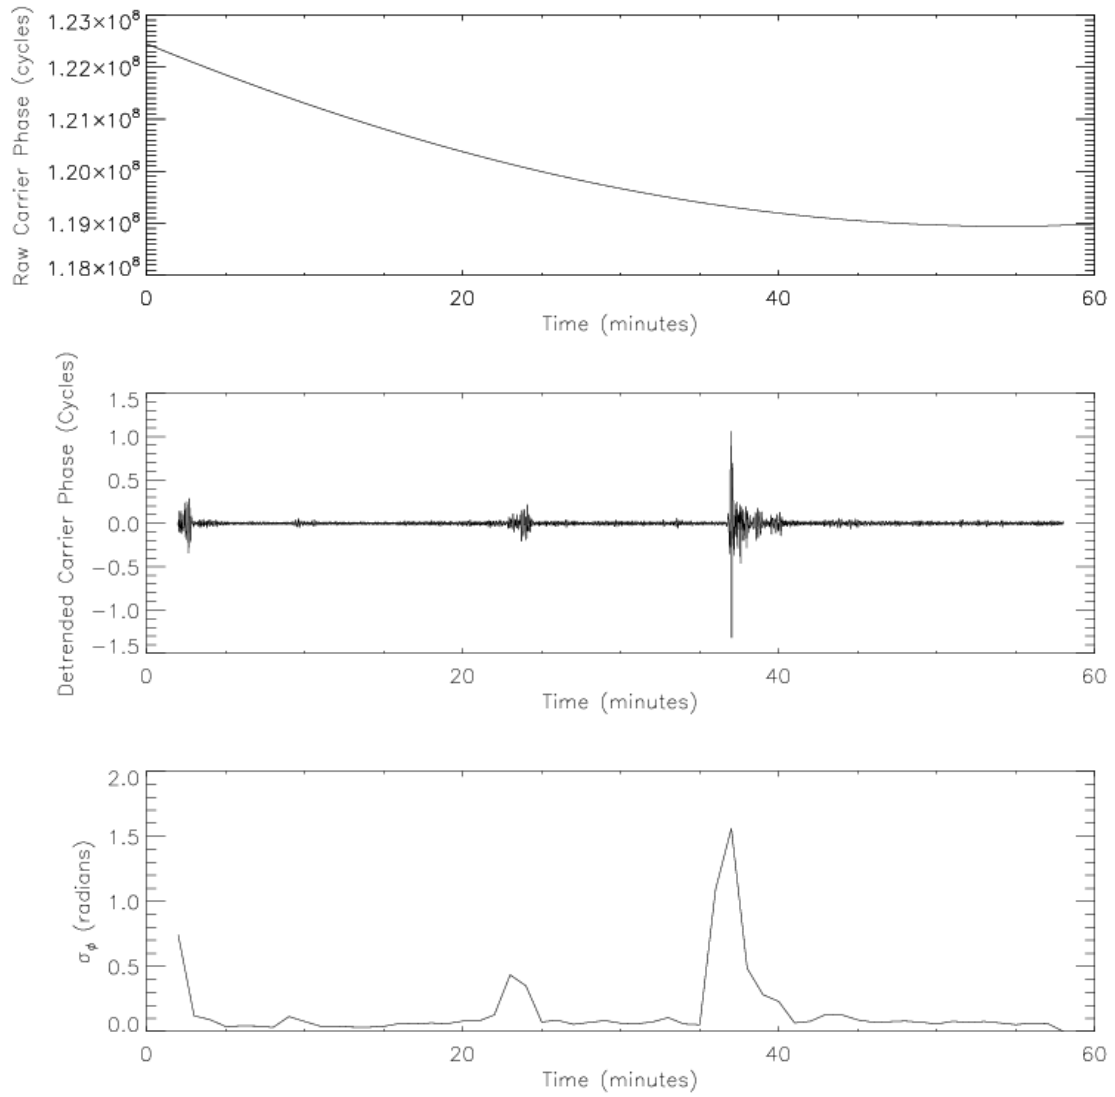 Raw Carrier Phase (cycles)
1.23×10⁸
1.22×10⁸
1.21×10⁸
1.20×10⁸
1.19×10⁸
1.18×10⁸
0 20 40 60
Time (minutes)
Detrended Carrier Phase (Cycles)
1.5
1.0
0.5
0.0
−0.5
−1.0
−1.5
0 20 40 60
Time (minutes)
σϕ (radians)
2.0
1.5
1.0
0.5
0.0
0 20 40 60
Time (minutes)